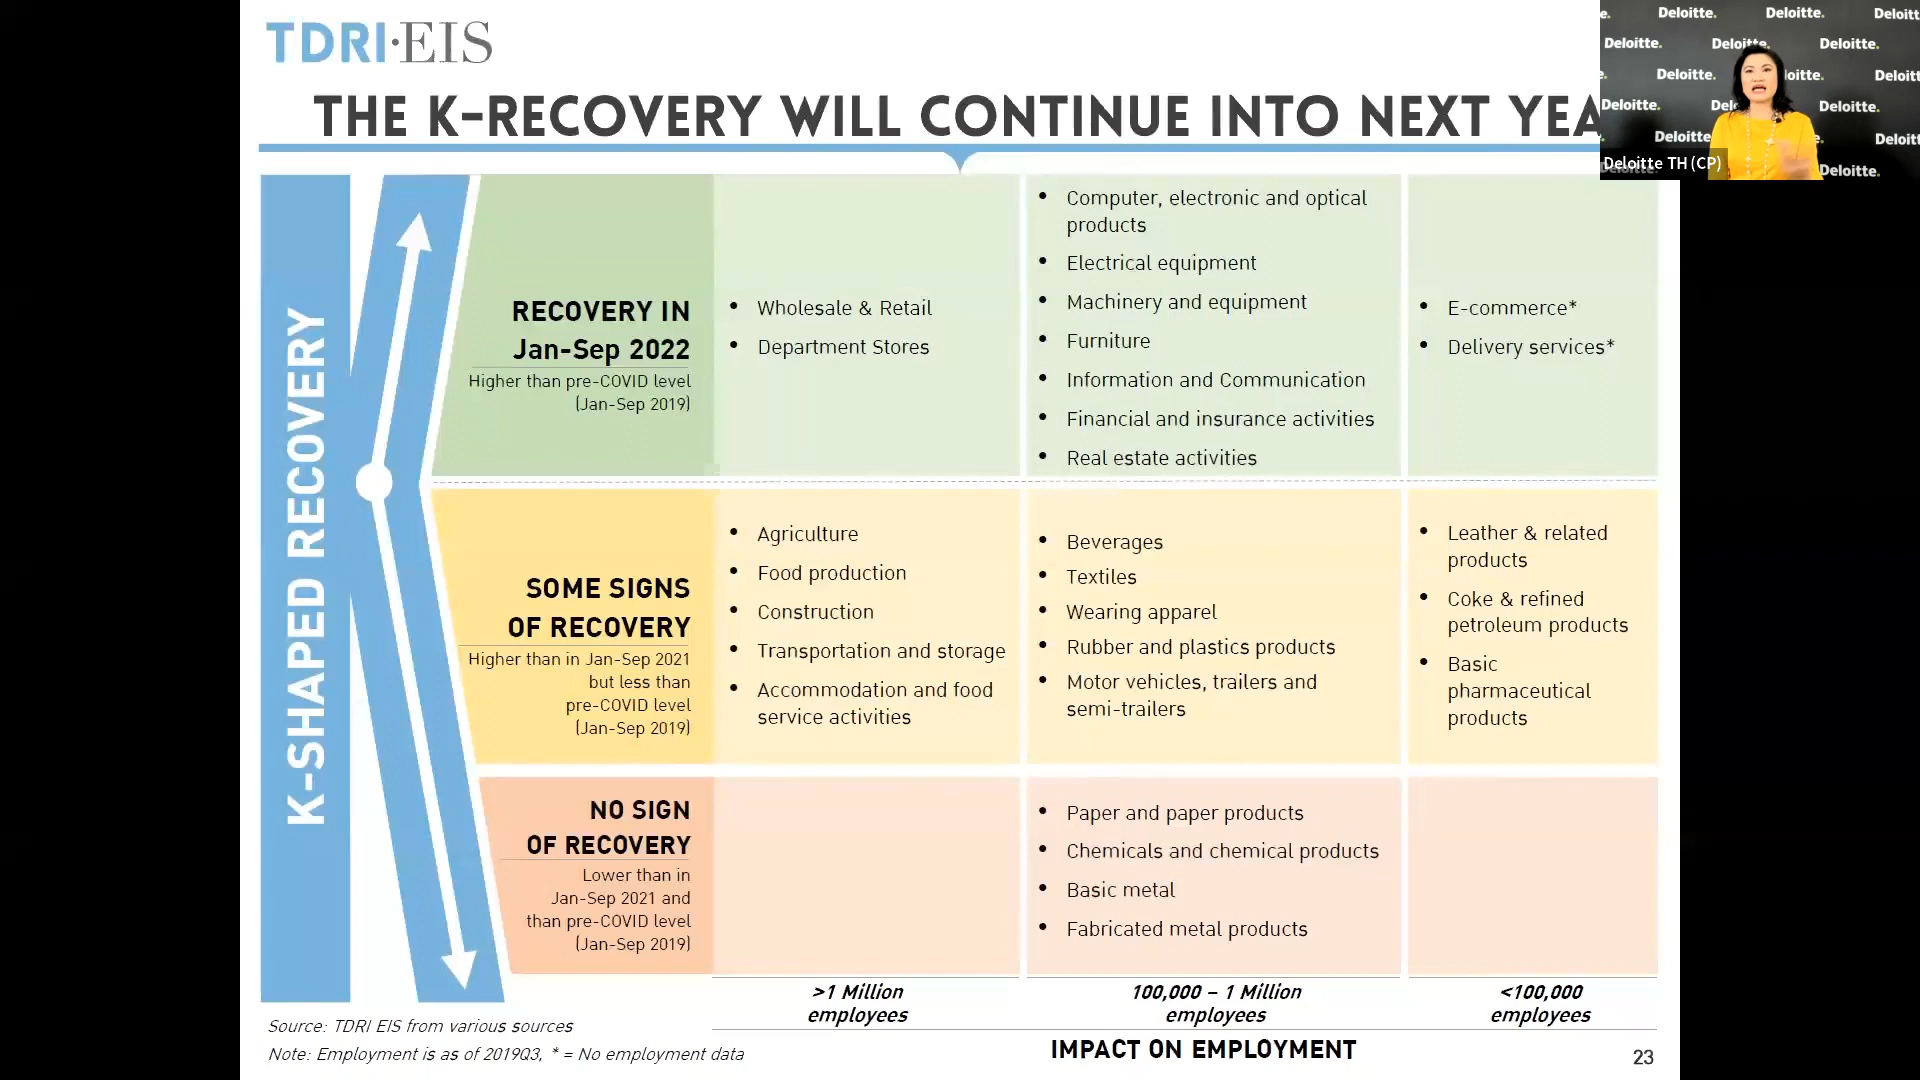 TDRI·EIS
THE K-RECOVERY WILL CONTINUE INTO NEXT YEA
Deloitte.
Deloitte.
Deloitte.
Deloitte.
Deloitte.
Deloitte.
Deloitte.
Deloitte.
Deloitte.
Deloitte.
Deloitte.
Deloitte.
Deloitte TH (CP)
K-SHAPED RECOVERY
RECOVERY IN
Jan-Sep 2022
Higher than pre-COVID level
(Jan-Sep 2019)
• Wholesale & Retail
• Department Stores
• Computer, electronic and optical
products
• Electrical equipment
• Machinery and equipment
• Furniture
• Information and Communication
• Financial and insurance activities
• Real estate activities
• E-commerce*
• Delivery services*
SOME SIGNS
OF RECOVERY
Higher than in Jan-Sep 2021
but less than
pre-COVID level
(Jan-Sep 2019)
• Agriculture
• Food production
• Construction
• Transportation and storage
• Accommodation and food
service activities
• Beverages
• Textiles
• Wearing apparel
• Rubber and plastics products
• Motor vehicles, trailers and
semi-trailers
• Leather & related
products
• Coke & refined
petroleum products
• Basic
pharmaceutical
products
NO SIGN
OF RECOVERY
Lower than in
Jan-Sep 2021 and
than pre-COVID level
(Jan-Sep 2019)
• Paper and paper products
• Chemicals and chemical products
• Basic metal
• Fabricated metal products
>1 Million
employees
100,000 – 1 Million
employees
<100,000
employees
IMPACT ON EMPLOYMENT
Source: TDRI EIS from various sources
Note: Employment is as of 2019Q3, * = No employment data
23